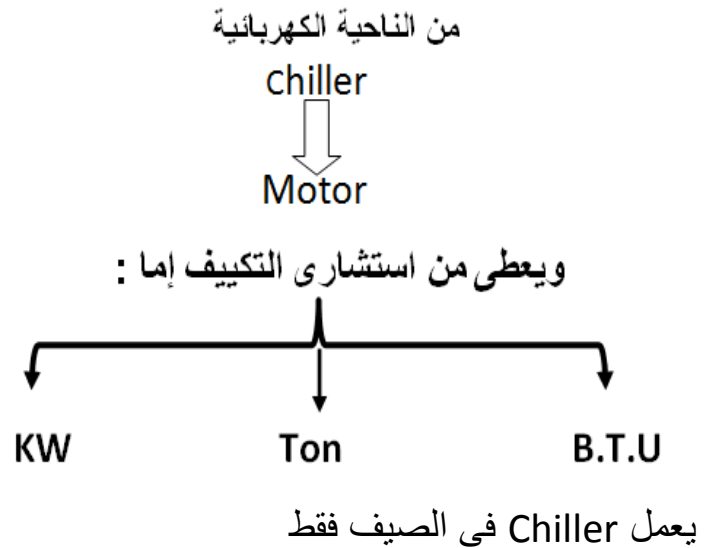 من الناحية الكهربائية
Chiller
Motor
ويعطى من استشارى التكييف إما :
KW Ton B.T.U
يعمل Chiller فى الصيف فقط